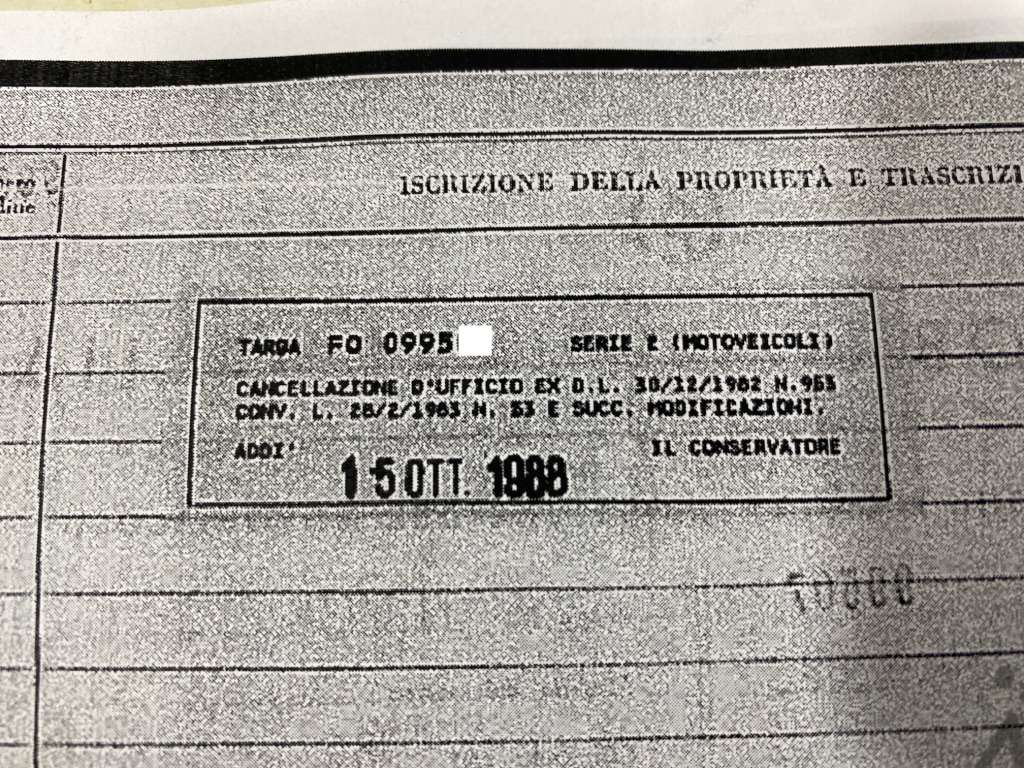 ISCRIZIONE DELLA PROPRIETÀ E TRASCRIZI
TARGA FO 0995 SERIE 2 (MOTOVEICOLI)
CANCELLAZIONE D'UFFICIO EX D.L. 30/12/1982 N.953
CONV. L. 28/2/1983 N. 53 E SUCC. MODIFICAZIONI.
ADDI' IL CONSERVATORE
15 OTT. 1988